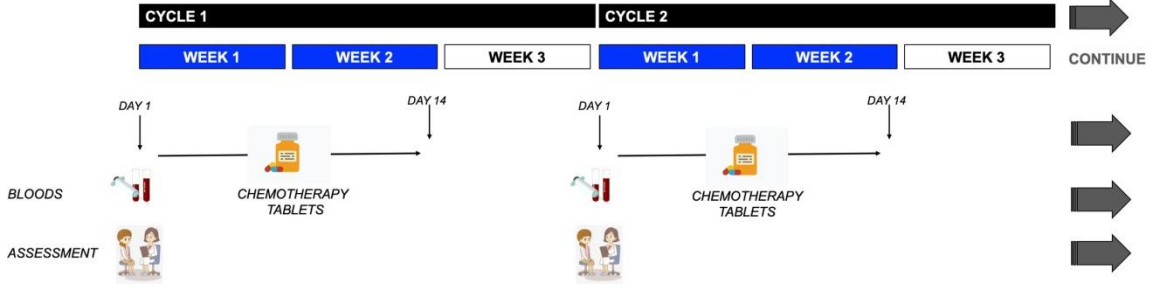 CYCLE 1 CYCLE 2
WEEK 1 WEEK 2 WEEK 3 WEEK 1 WEEK 2 WEEK 3 CONTINUE
DAY 1 DAY 14 DAY 1 DAY 14
BLOODS
CHEMOTHERAPY
TABLETS
CHEMOTHERAPY
TABLETS
ASSESSMENT